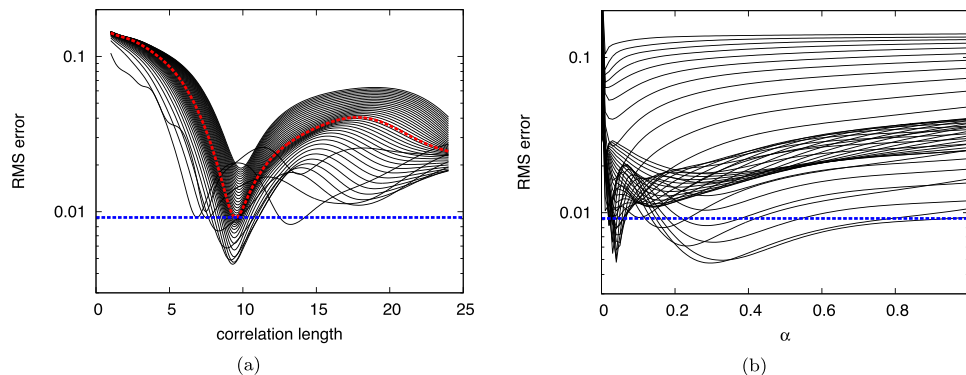 0.1
0.01
RMS error
0 5 10 15 20 25
correlation length
(a)
0.1
0.01
RMS error
0 0.2 0.4 0.6 0.8
α
(b)